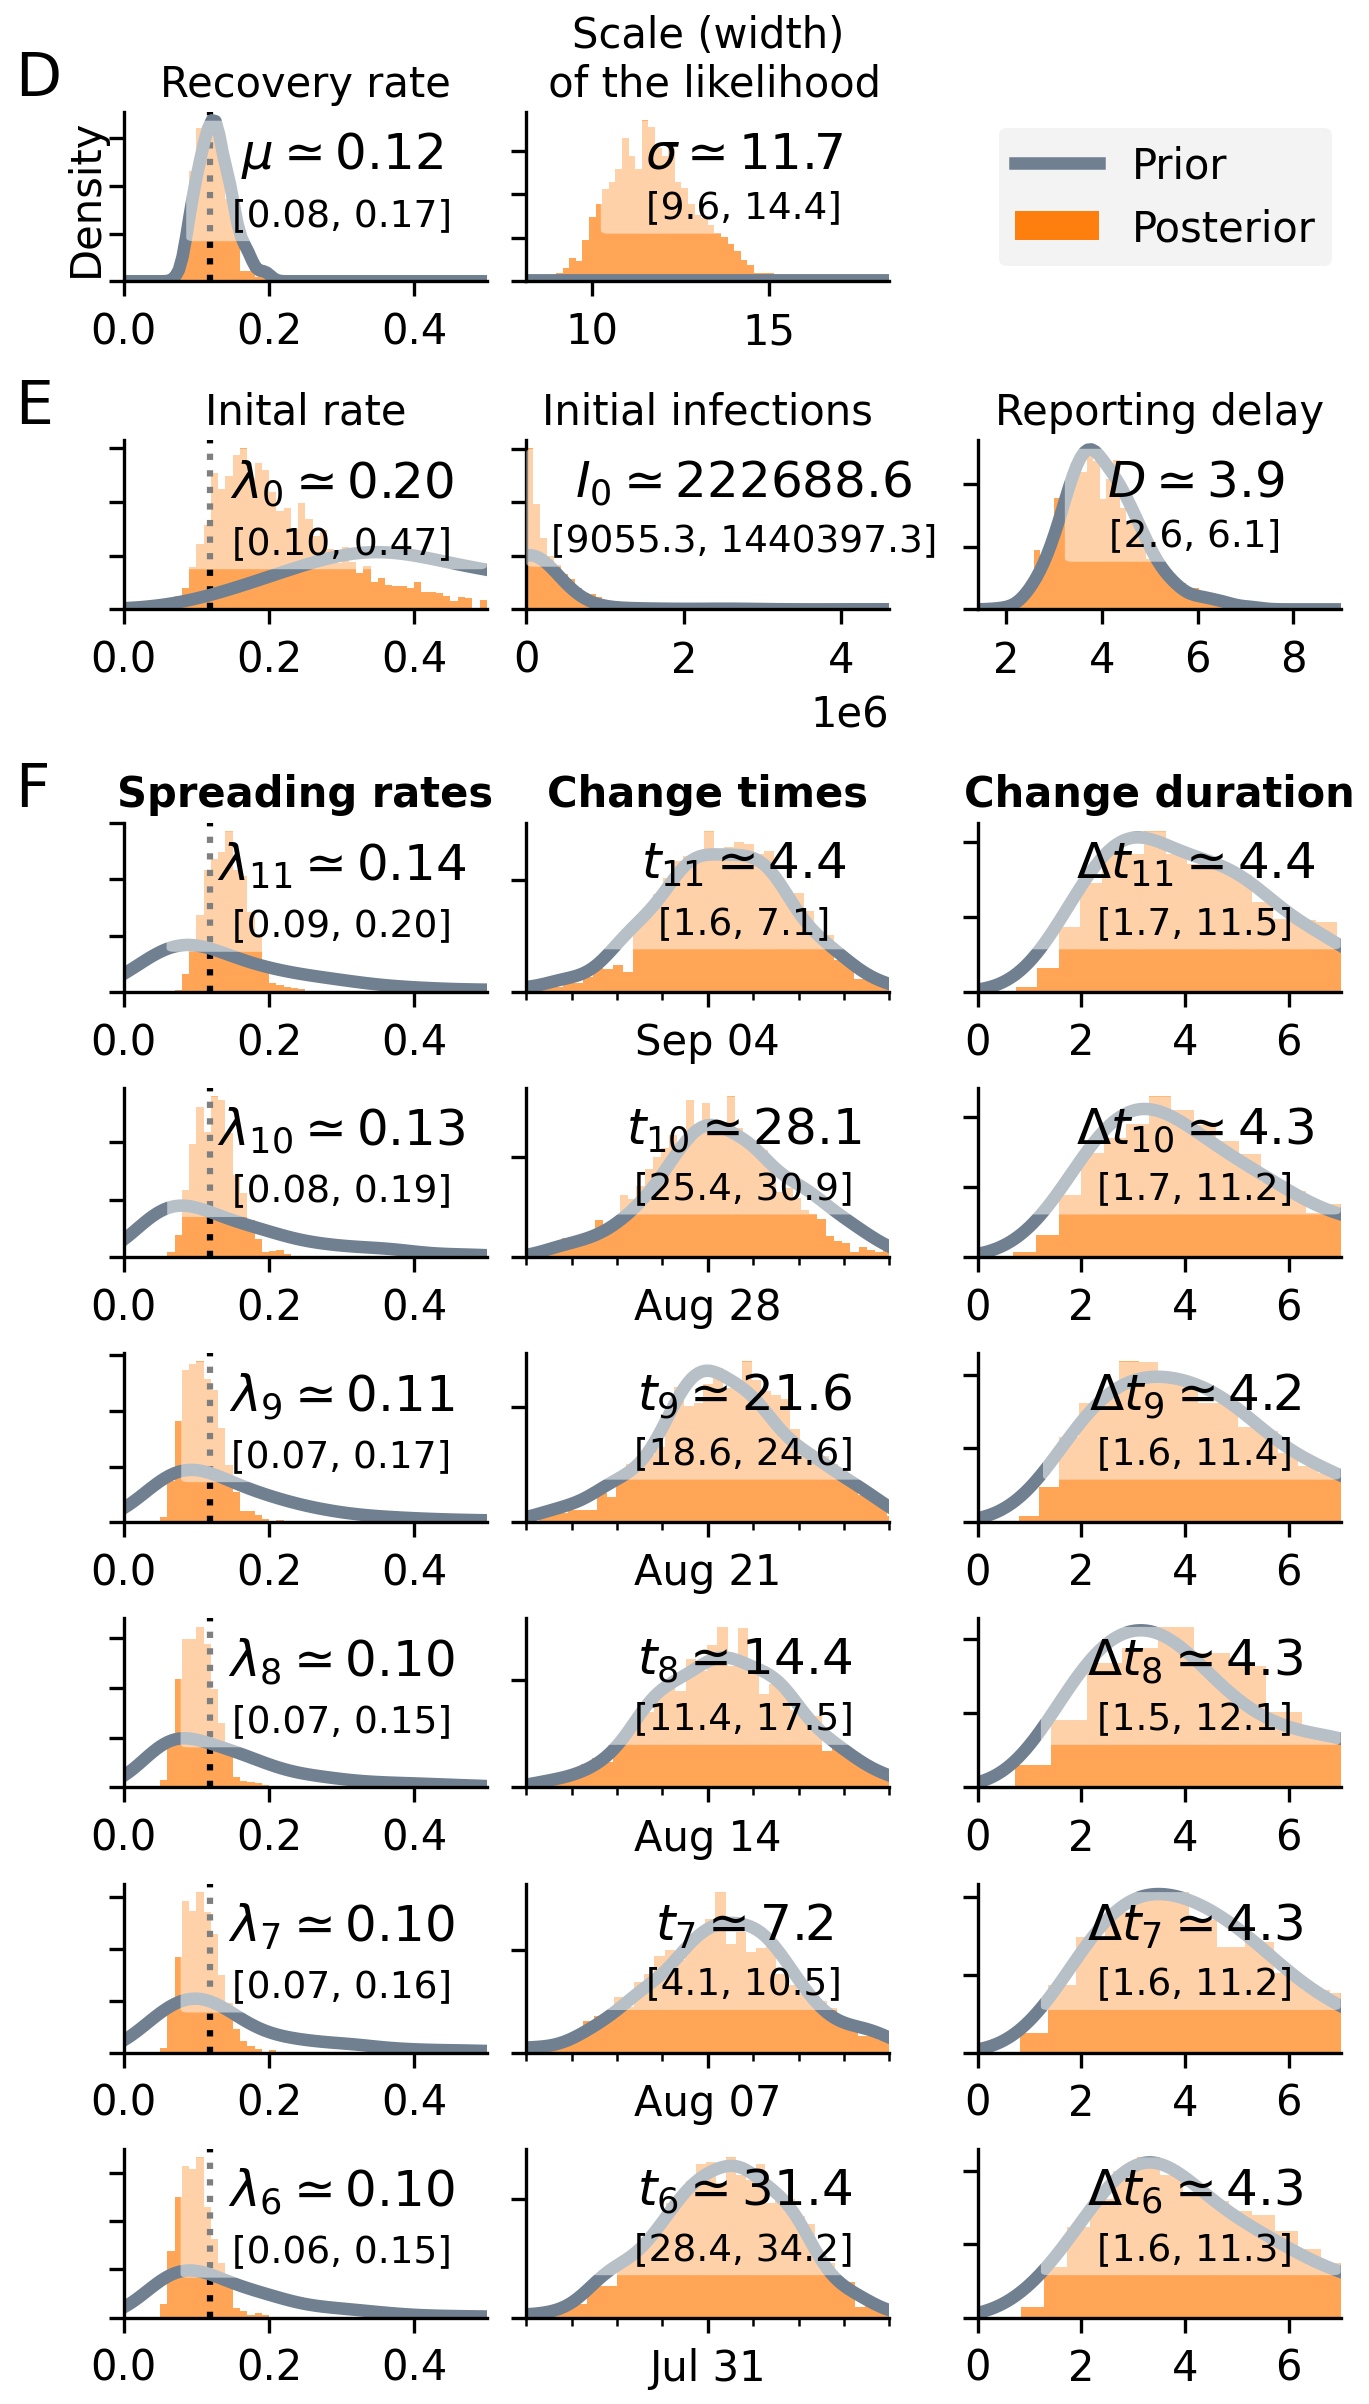 D
Recovery rate
Scale (width)
of the likelihood
Density
μ ≃ 0.12
[0.08, 0.17]
σ ≃ 11.7
[9.6, 14.4]
Prior
Posterior
0.0 0.2 0.4
10 15
E
Inital rate
Initial infections
Reporting delay
λ0 ≃ 0.20
[0.10, 0.47]
I0 ≃ 222688.6
[9055.3, 1440397.3]
D ≃ 3.9
[2.6, 6.1]
0.0 0.2 0.4
0 2 4
1e6
2 4 6 8
F
Spreading rates
Change times
Change duration
λ11 ≃ 0.14
[0.09, 0.20]
t11 ≃ 4.4
[1.6, 7.1]
Δt11 ≃ 4.4
[1.7, 11.5]
0.0 0.2 0.4
Sep 04
0 2 4 6
λ10 ≃ 0.13
[0.08, 0.19]
t10 ≃ 28.1
[25.4, 30.9]
Δt10 ≃ 4.3
[1.7, 11.2]
0.0 0.2 0.4
Aug 28
0 2 4 6
λ9 ≃ 0.11
[0.07, 0.17]
t9 ≃ 21.6
[18.6, 24.6]
Δt9 ≃ 4.2
[1.6, 11.4]
0.0 0.2 0.4
Aug 21
0 2 4 6
λ8 ≃ 0.10
[0.07, 0.15]
t8 ≃ 14.4
[11.4, 17.5]
Δt8 ≃ 4.3
[1.5, 12.1]
0.0 0.2 0.4
Aug 14
0 2 4 6
λ7 ≃ 0.10
[0.07, 0.16]
t7 ≃ 7.2
[4.1, 10.5]
Δt7 ≃ 4.3
[1.6, 11.2]
0.0 0.2 0.4
Aug 07
0 2 4 6
λ6 ≃ 0.10
[0.06, 0.15]
t6 ≃ 31.4
[28.4, 34.2]
Δt6 ≃ 4.3
[1.6, 11.3]
0.0 0.2 0.4
Jul 31
0 2 4 6